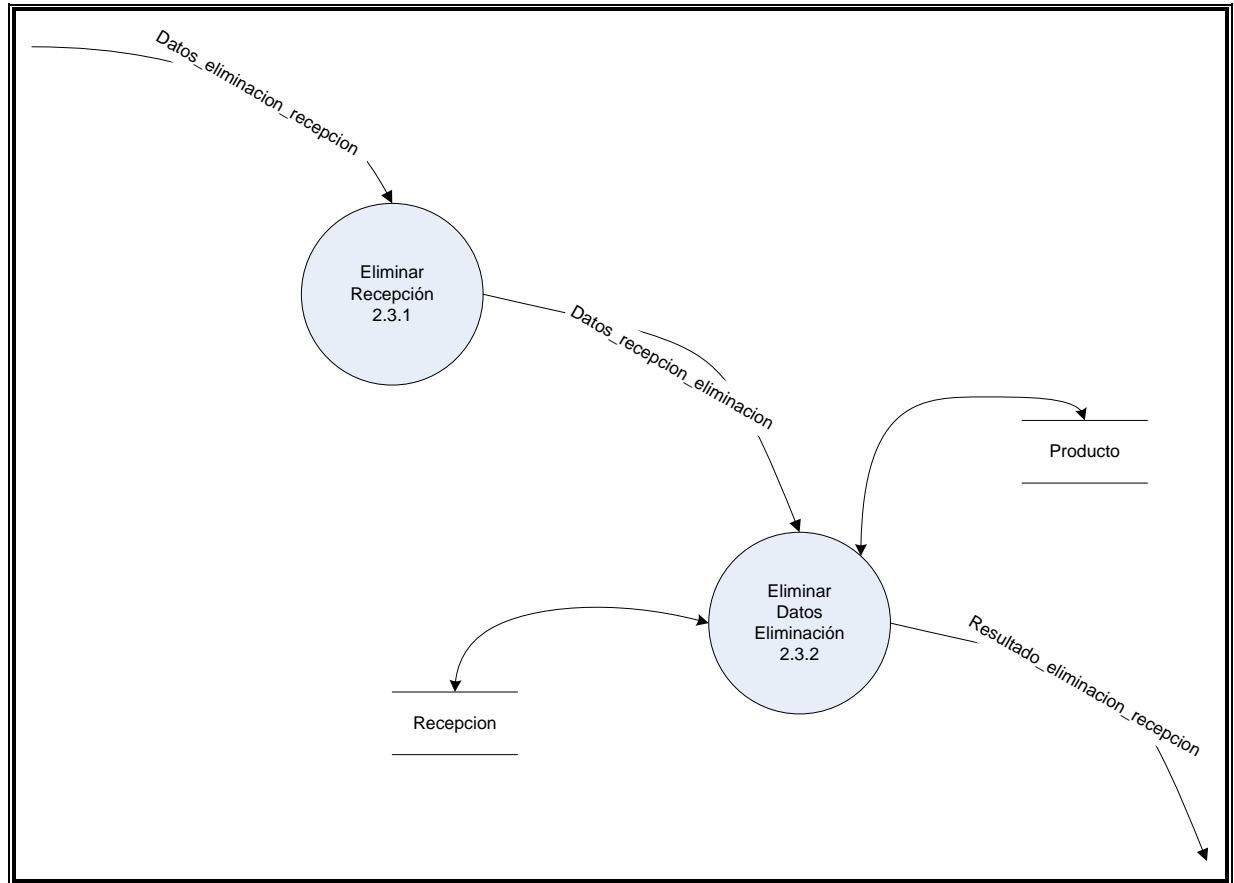 Datos_eliminacion_recepcion
Eliminar
Recepción
2.3.1
Datos_recepcion_eliminacion
Producto
Eliminar
Datos
Eliminación
2.3.2
Resultado_eliminacion_recepcion
Recepcion